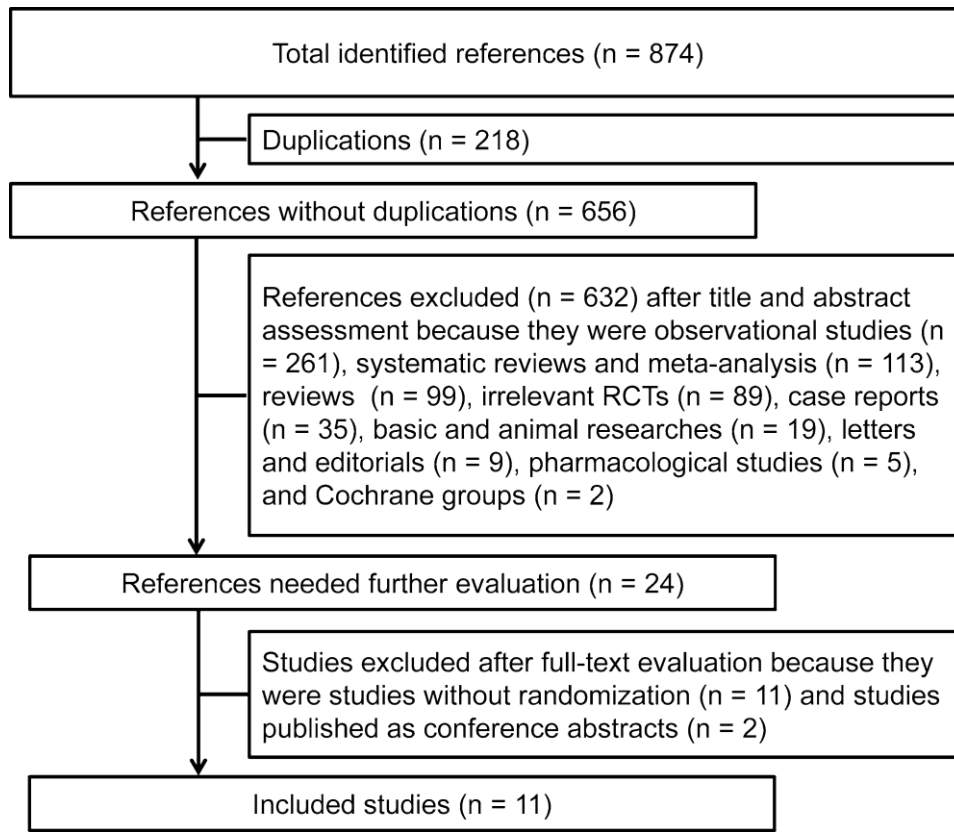 Total identified references (n = 874)
Duplications (n = 218)
References without duplications (n = 656)
References excluded (n = 632) after title and abstract
assessment because they were observational studies (n
= 261), systematic reviews and meta-analysis (n = 113),
reviews  (n = 99), irrelevant RCTs (n = 89), case reports
(n = 35), basic and animal researches (n = 19), letters
and editorials (n = 9), pharmacological studies (n = 5),
and Cochrane groups (n = 2)
References needed further evaluation (n = 24)
Studies excluded after full-text evaluation because they
were studies without randomization (n = 11) and studies
published as conference abstracts (n = 2)
Included studies (n = 11)